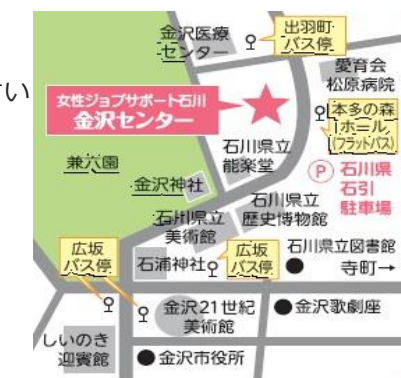 金沢医療
センター
出羽町
バス停
愛育会
松原病院
い
女性ジョブサポート石川
金沢センター
本多の森
ホール
(フラットバス)
石川県立
能楽堂
P
石川県
石引
駐車場
兼六園
金沢神社
石川県立
歴史博物館
石川県立
美術館
広坂
バス停
石浦神社
広坂
バス停
石川県立図書館
寺町→
金沢21世紀
美術館
金沢歌劇座
しいのき
迎賓館
金沢市役所